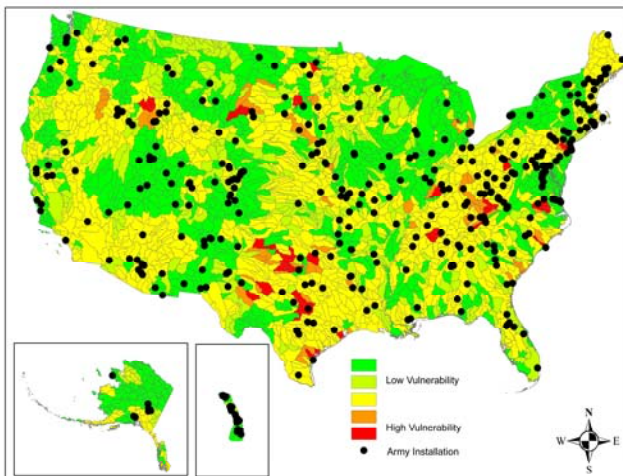 Low Vulnerability
High Vulnerability
Army Installation
N
W E
S